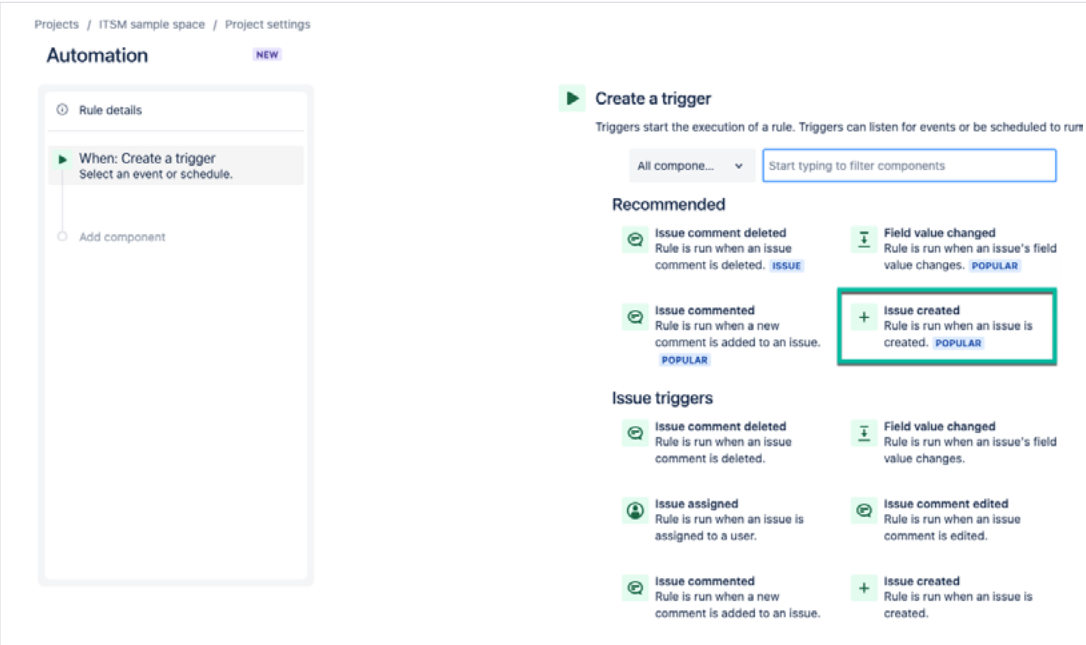 Projects / ITSM sample space / Project settings
Automation NEW
Rule details
When: Create a trigger
Select an event or schedule.
Add component
Create a trigger
Triggers start the execution of a rule. Triggers can listen for events or be scheduled to run
All compone... Start typing to filter components
Recommended
Issue comment deleted
Rule is run when an issue
comment is deleted. ISSUE
Field value changed
Rule is run when an issue's field
value changes. POPULAR
Issue commented
Rule is run when a new
comment is added to an issue.
POPULAR
Issue created
Rule is run when an issue is
created. POPULAR
Issue triggers
Issue comment deleted
Rule is run when an issue
comment is deleted.
Field value changed
Rule is run when an issue's field
value changes.
Issue assigned
Rule is run when an issue is
assigned to a user.
Issue comment edited
Rule is run when an issue
comment is edited.
Issue commented
Rule is run when a new
comment is added to an issue.
Issue created
Rule is run when an issue is
created.